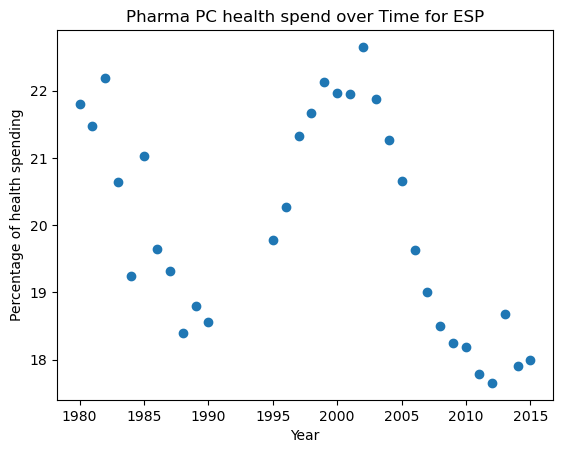 Pharma PC health spend over Time for ESP
Percentage of health spending
22
21
20
19
18
1980 1985 1990 1995 2000 2005 2010 2015
Year